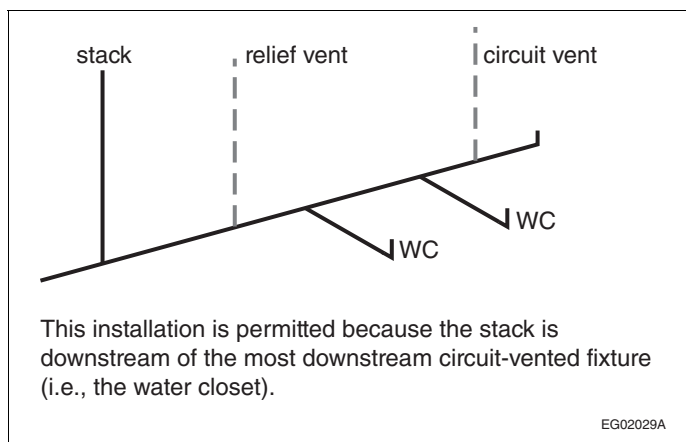 stack
relief vent
circuit vent
WC
WC
This installation is permitted because the stack is
downstream of the most downstream circuit-vented fixture
(i.e., the water closet).
EG02029A